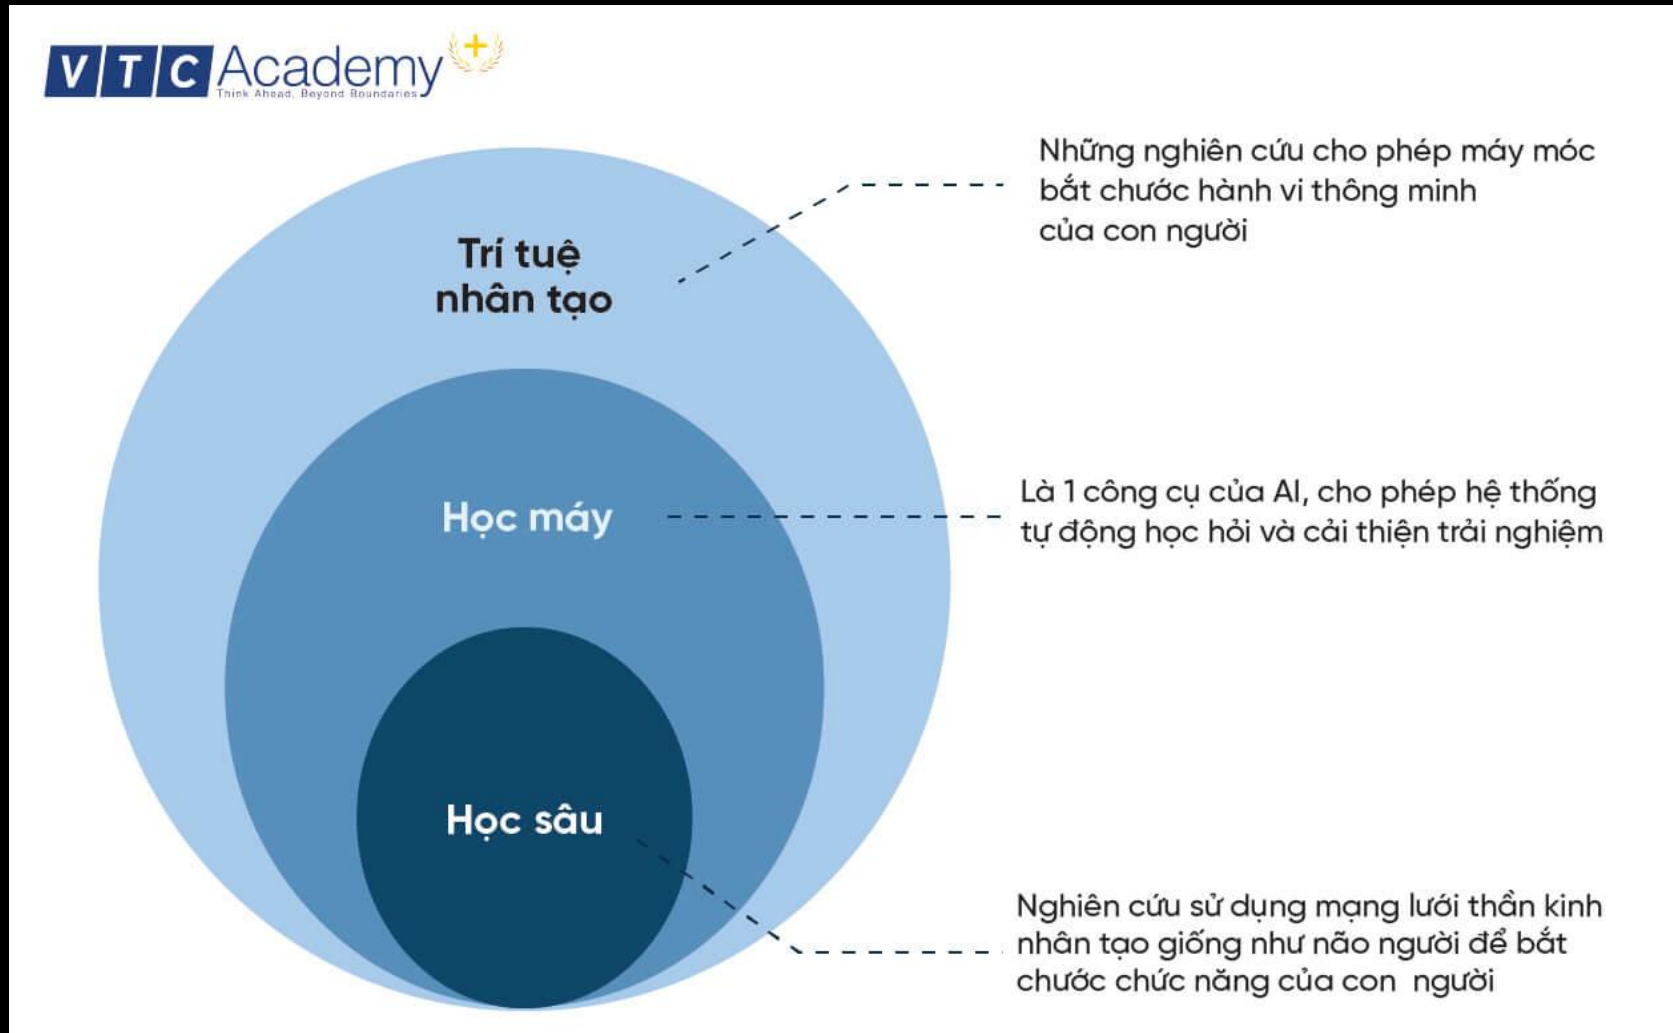 VTC Academy
Think Ahead, Beyond Boundaries
Những nghiên cứu cho phép máy móc
bắt chước hành vi thông minh
của con người
Trí tuệ
nhân tạo
Là 1 công cụ của AI, cho phép hệ thống
tự động học hỏi và cải thiện trải nghiệm
Học máy
Học sâu
Nghiên cứu sử dụng mạng lưới thần kinh
nhân tạo giống như não người để bắt
chước chức năng của con người